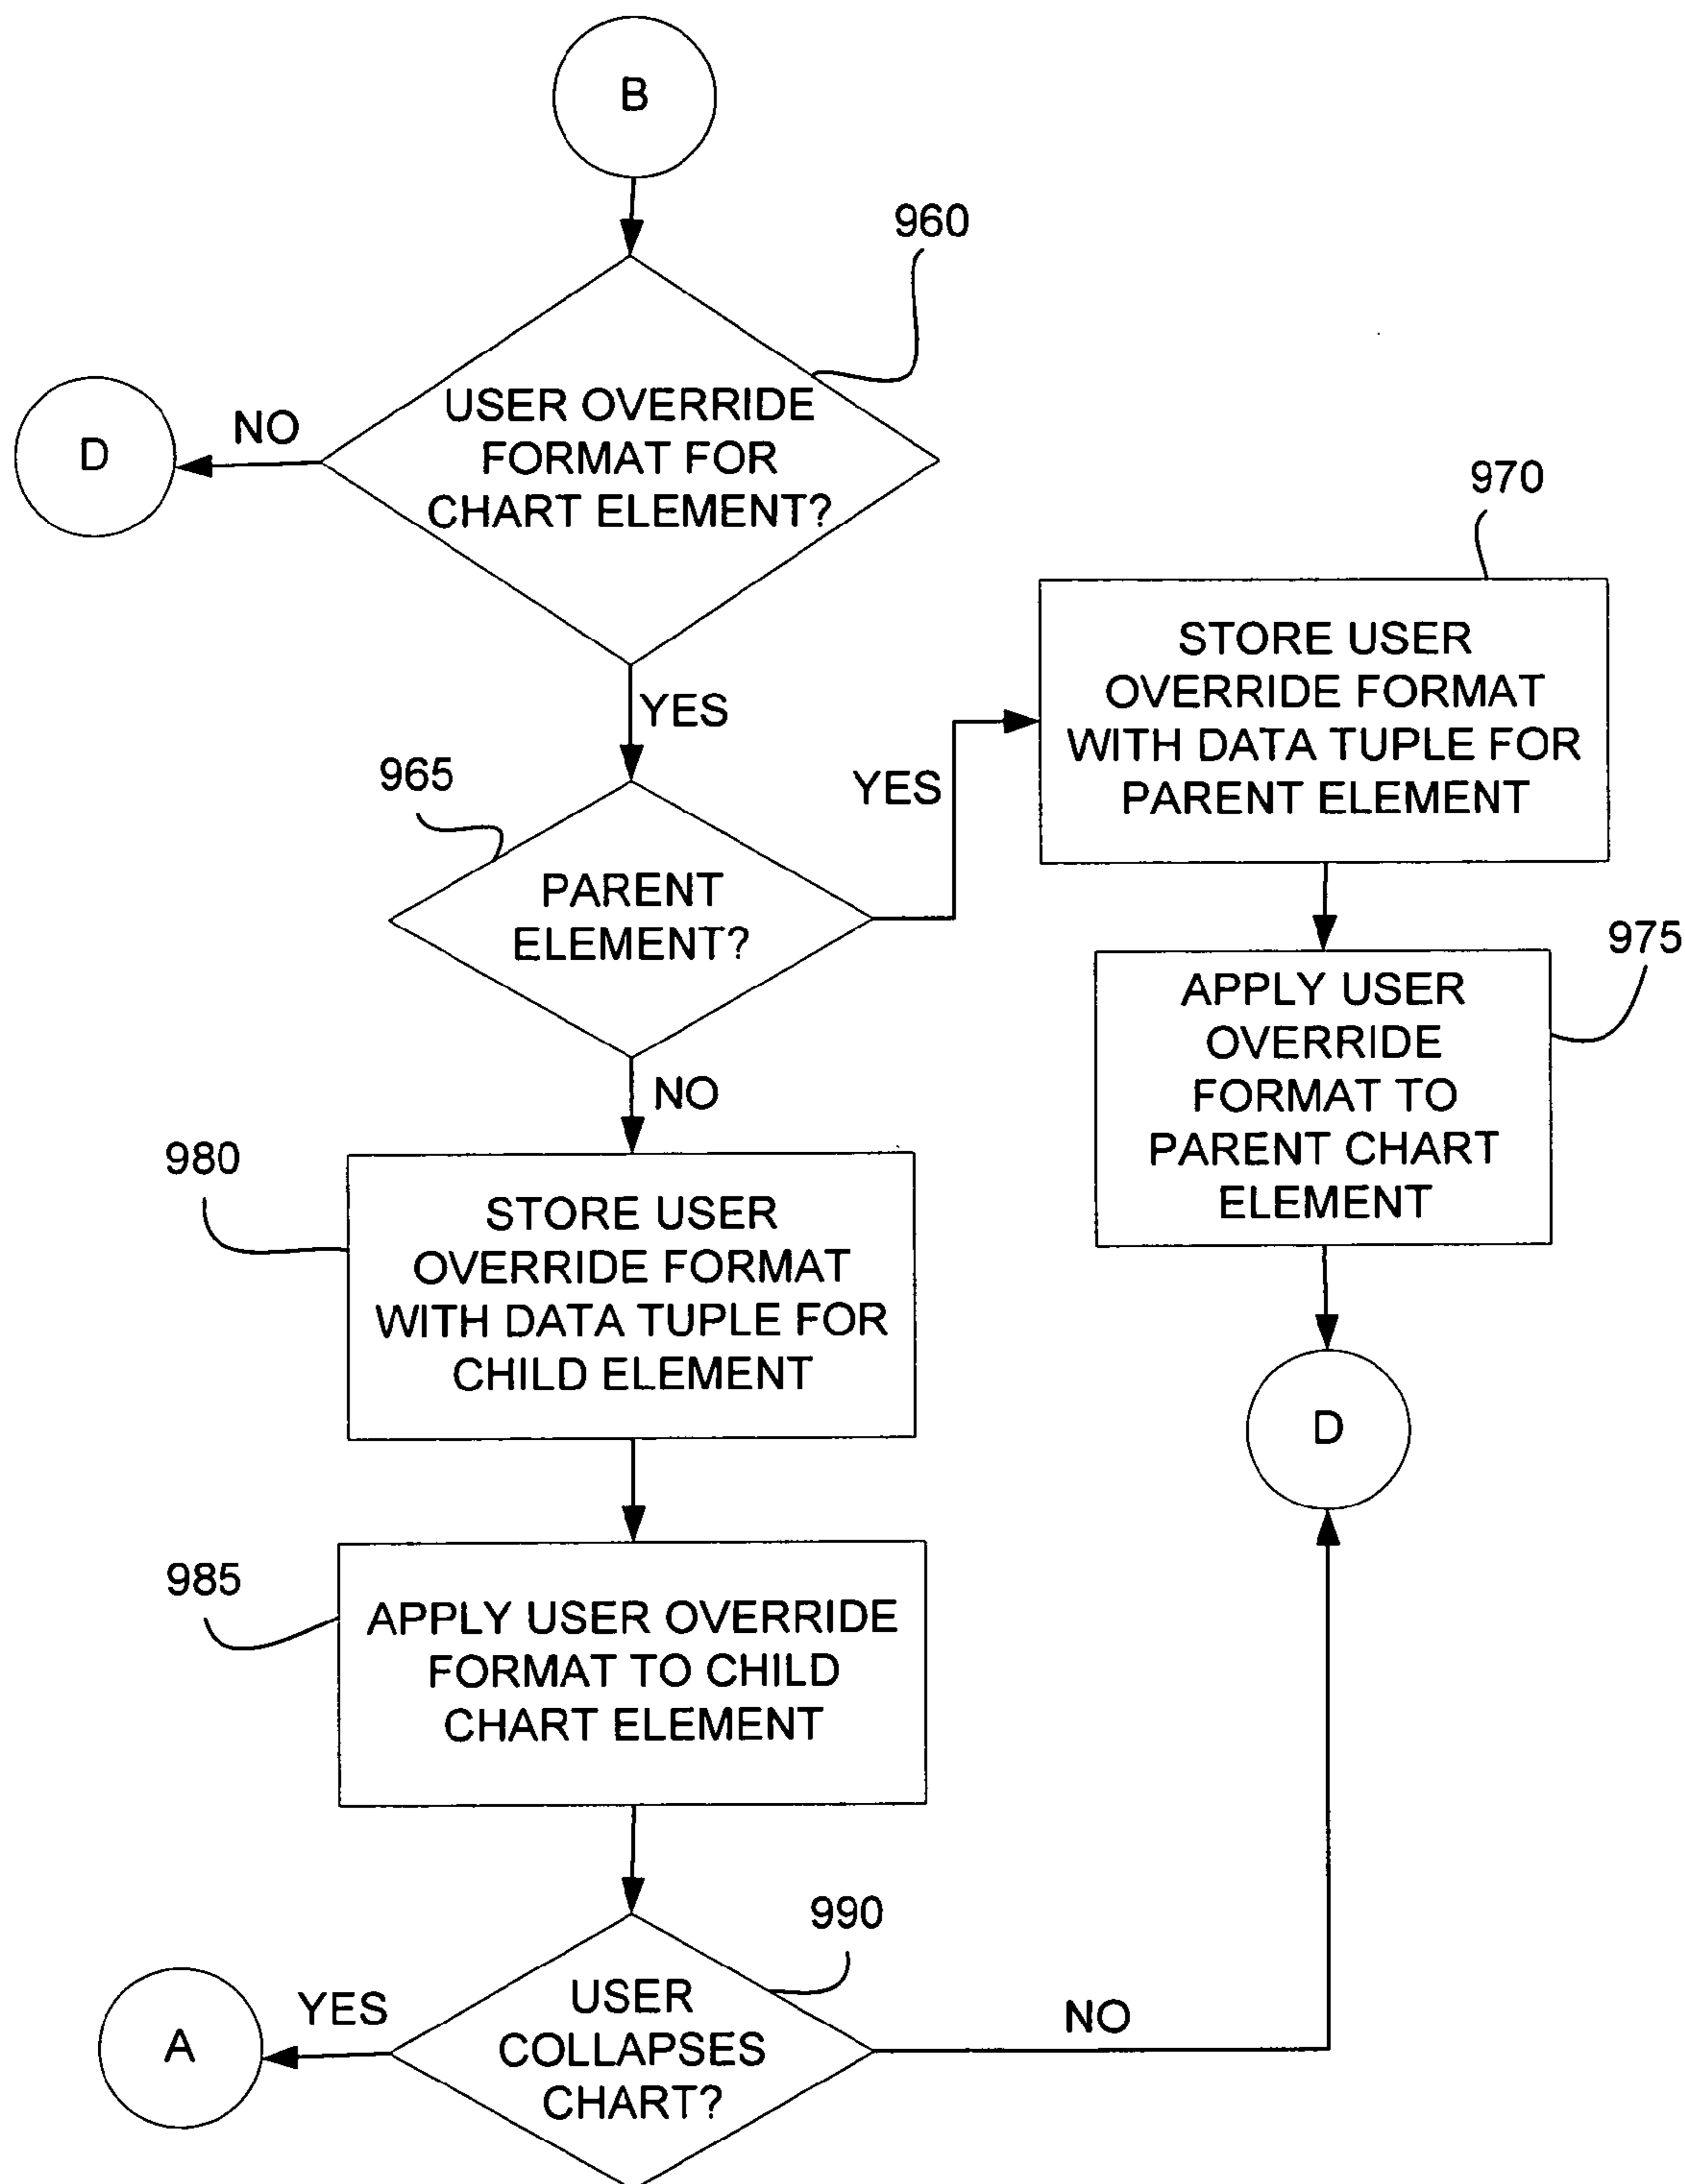 B
960
USER OVERRIDE
FORMAT FOR
CHART ELEMENT?
NO
D
YES
970
STORE USER
OVERRIDE FORMAT
WITH DATA TUPLE FOR
PARENT ELEMENT
965
YES
PARENT
ELEMENT?
975
APPLY USER
OVERRIDE
FORMAT TO
PARENT CHART
ELEMENT
NO
980
STORE USER
OVERRIDE FORMAT
WITH DATA TUPLE FOR
CHILD ELEMENT
D
985
APPLY USER OVERRIDE
FORMAT TO CHILD
CHART ELEMENT
990
USER
COLLAPSES
CHART?
YES
A
NO